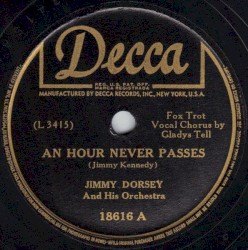 Decca
REG. U.S. PAT. OFF.
MARCA REGISTRADA
MANUFACTURED BY DECCA RECORDS, INC., NEW YORK, U.S.A.
(L 3415)
Fox Trot
Vocal Chorus by
Gladys Tell
AN HOUR NEVER PASSES
(Jimmy Kennedy)
JIMMY DORSEY
And His Orchestra
18616 A